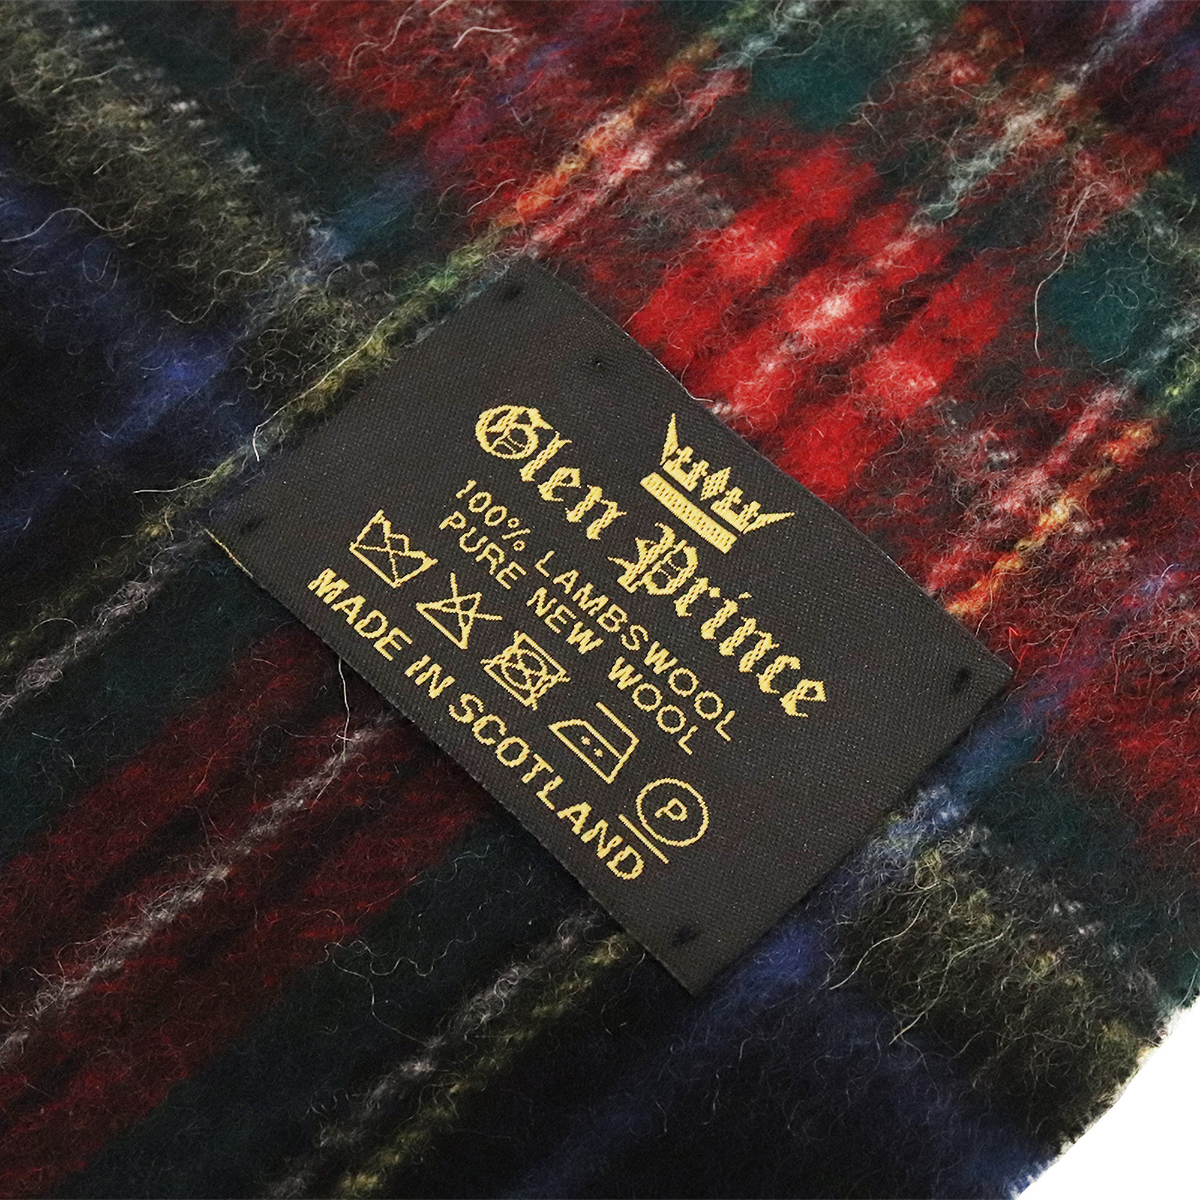 Glen Prince
100% LAMBSWOOL
PURE NEW WOOL
P
MADE IN SCOTLAND